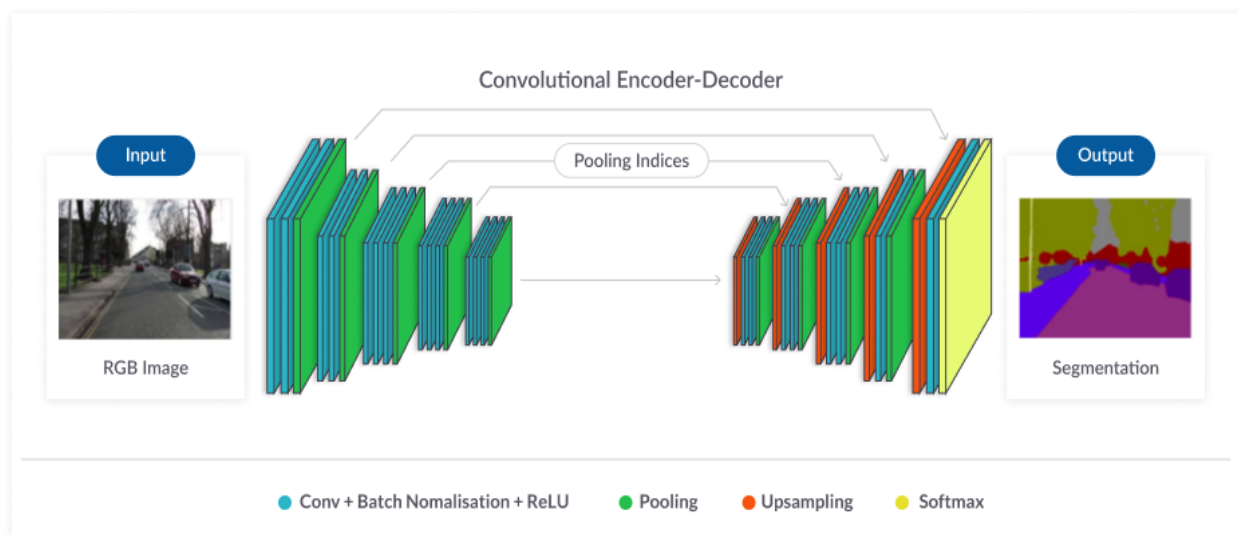 Convolutional Encoder-Decoder
Input
Pooling Indices
Output
RGB Image
Segmentation
Conv + Batch Nomalisation + ReLU
Pooling
Upsampling
Softmax